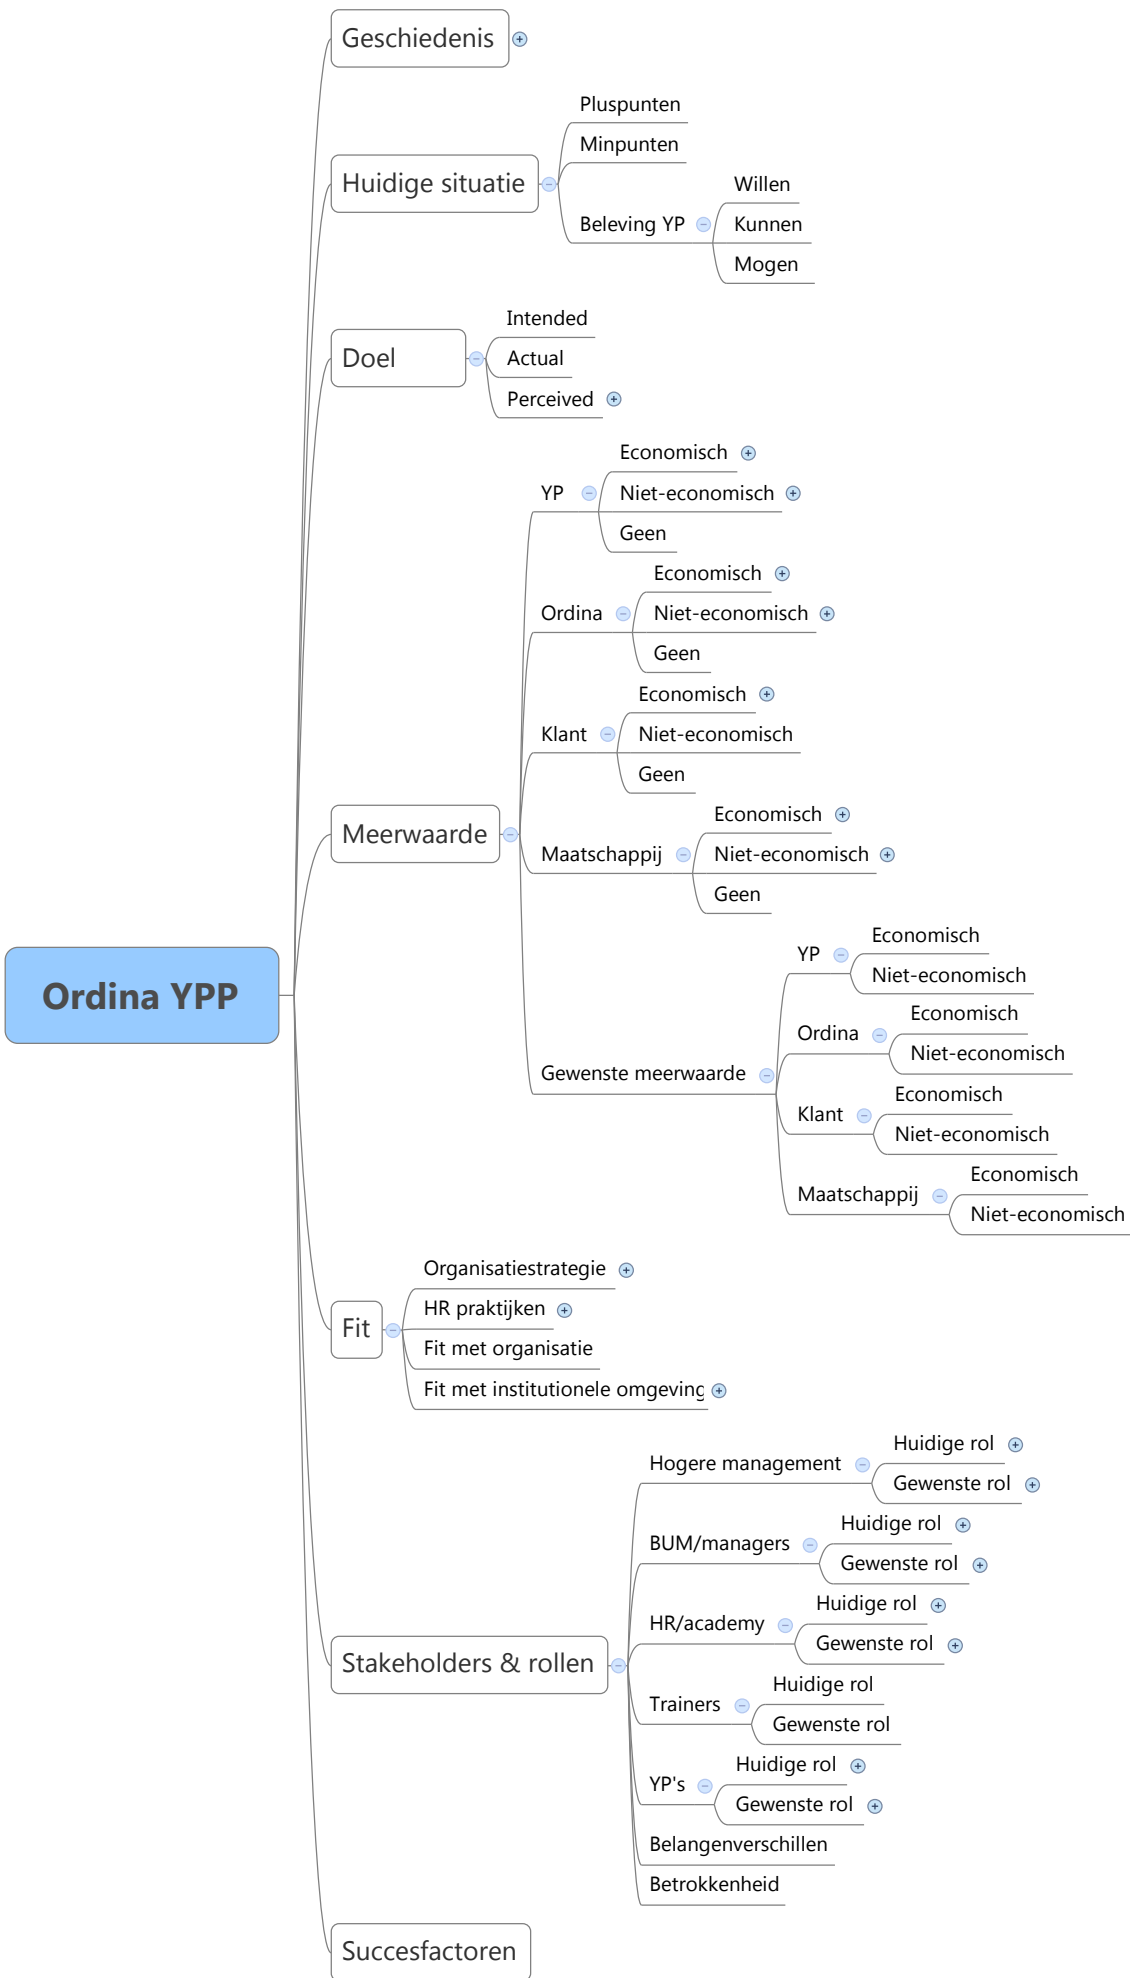 Geschiedenis
Pluspunten
Minpunten
Huidige situatie
Willen
Beleving YP
Kunnen
Mogen
Intended
Doel
Actual
Perceived
Economisch
YP
Niet-economisch
Geen
Economisch
Ordina
Niet-economisch
Geen
Economisch
Klant
Niet-economisch
Geen
Meerwaarde
Economisch
Maatschappij
Niet-economisch
Geen
Ordina YPP
Economisch
YP
Niet-economisch
Economisch
Ordina
Niet-economisch
Gewenste meerwaarde
Economisch
Klant
Niet-economisch
Economisch
Maatschappij
Niet-economisch
Organisatiestrategie
HR praktijken
Fit
Fit met organisatie
Fit met institutionele omgeving
Huidige rol
Hogere management
Gewenste rol
Huidige rol
BUM/managers
Gewenste rol
Huidige rol
HR/academy
Gewenste rol
Stakeholders & rollen
Huidige rol
Trainers
Gewenste rol
Huidige rol
YP's
Gewenste rol
Belangenverschillen
Betrokkenheid
Succesfactoren